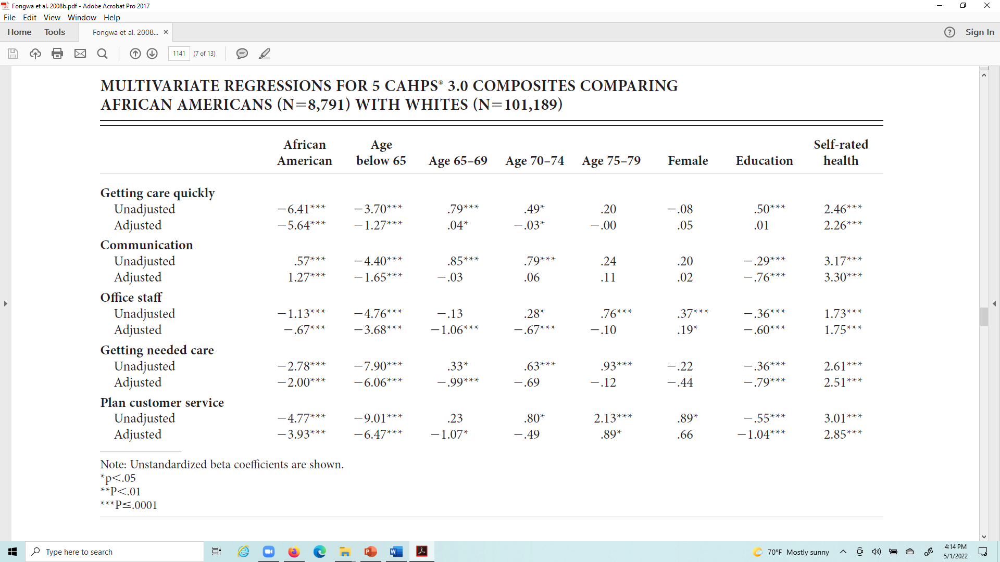 Fongwa et al. 2008b.pdf - Adobe Acrobat Pro 2017
File Edit View Window Help
Home Tools Fongwa et al. 2008... × ? Sign In
1141 (7 of 13)
MULTIVARIATE REGRESSIONS FOR 5 CAHPS® 3.0 COMPOSITES COMPARING
AFRICAN AMERICANS (N=8,791) WITH WHITES (N=101,189)
African Age Self-rated
American below 65 Age 65–69 Age 70–74 Age 75–79 Female Education health
Getting care quickly
Unadjusted −6.41*** −3.70*** .79*** .49* .20 −.08 .50*** 2.46***
Adjusted −5.64*** −1.27*** .04* −.03* −.00 .05 .01 2.26***
Communication
Unadjusted .57*** −4.40*** .85*** .79*** .24 .20 −.29*** 3.17***
Adjusted 1.27*** −1.65*** −.03 .06 .11 .02 −.76*** 3.30***
Office staff
Unadjusted −1.13*** −4.76*** −.13 .28* .76*** .37*** −.36*** 1.73***
Adjusted −.67*** −3.68*** −1.06*** −.67*** −.10 .19* −.60*** 1.75***
Getting needed care
Unadjusted −2.78*** −7.90*** .33* .63*** .93*** −.22 −.36*** 2.61***
Adjusted −2.00*** −6.06*** −.99*** −.69 −.12 −.44 −.79*** 2.51***
Plan customer service
Unadjusted −4.77*** −9.01*** .23 .80* 2.13*** .89* −.55*** 3.01***
Adjusted −3.93*** −6.47*** −1.07* −.49 .89* .66 −1.04*** 2.85***
Note: Unstandardized beta coefficients are shown.
*p<.05
**P<.01
***P≤.0001
Type here to search 70°F Mostly sunny 4:14 PM
5/1/2022